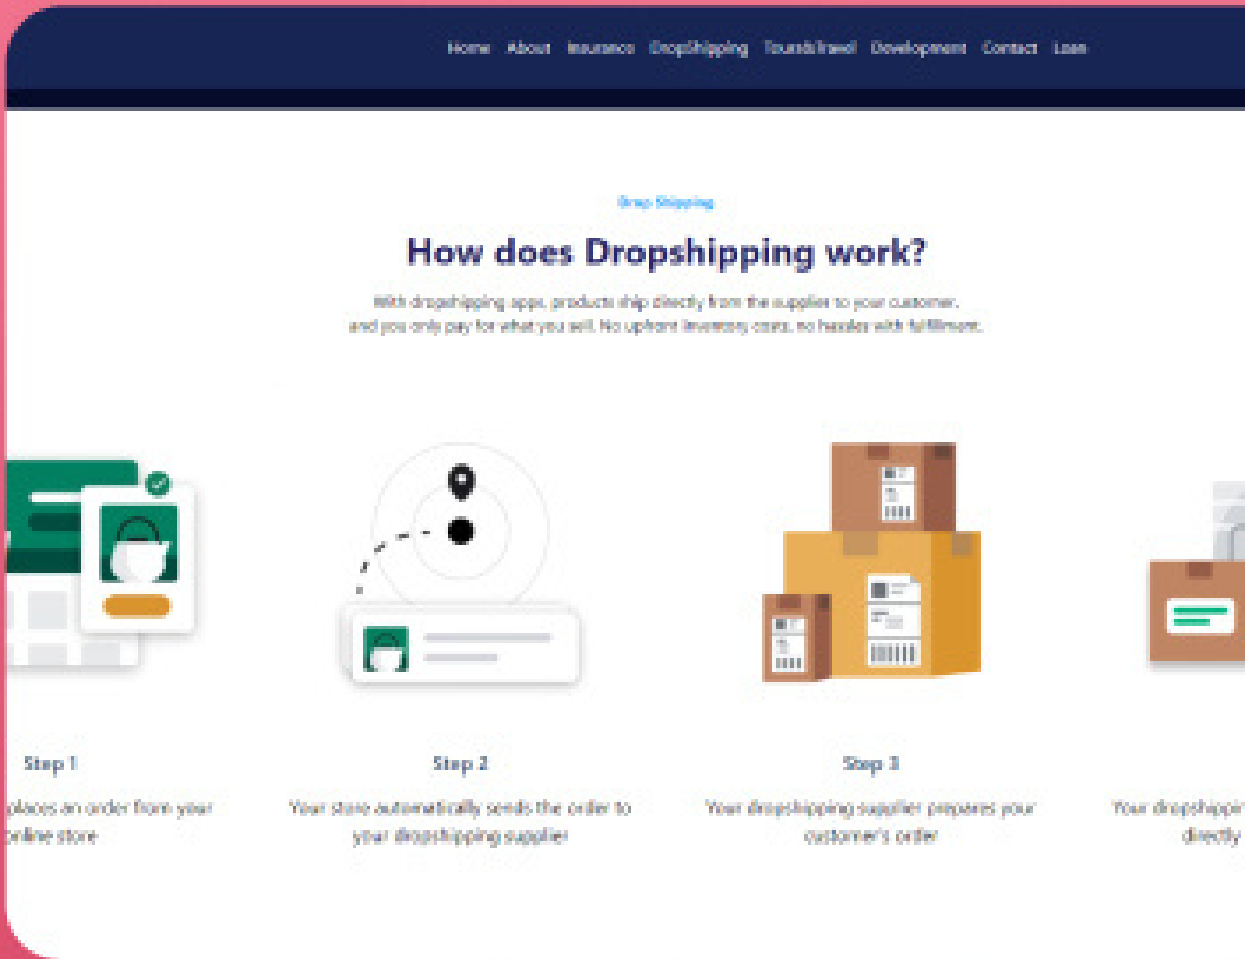 Home About Insurance DropShipping Tours&Travel Development Contact Loan
Drop Shipping
How does Dropshipping work?
With dropshipping apps, products ship directly from the supplier to your customer,
and you only pay for what you sell. No upfront inventory costs, no hassles with fulfillment.
Step 1
places an order from your
online store
Step 2
Your store automatically sends the order to
your dropshipping supplier
Step 3
Your dropshipping supplier prepares your
customer's order
Your
directly